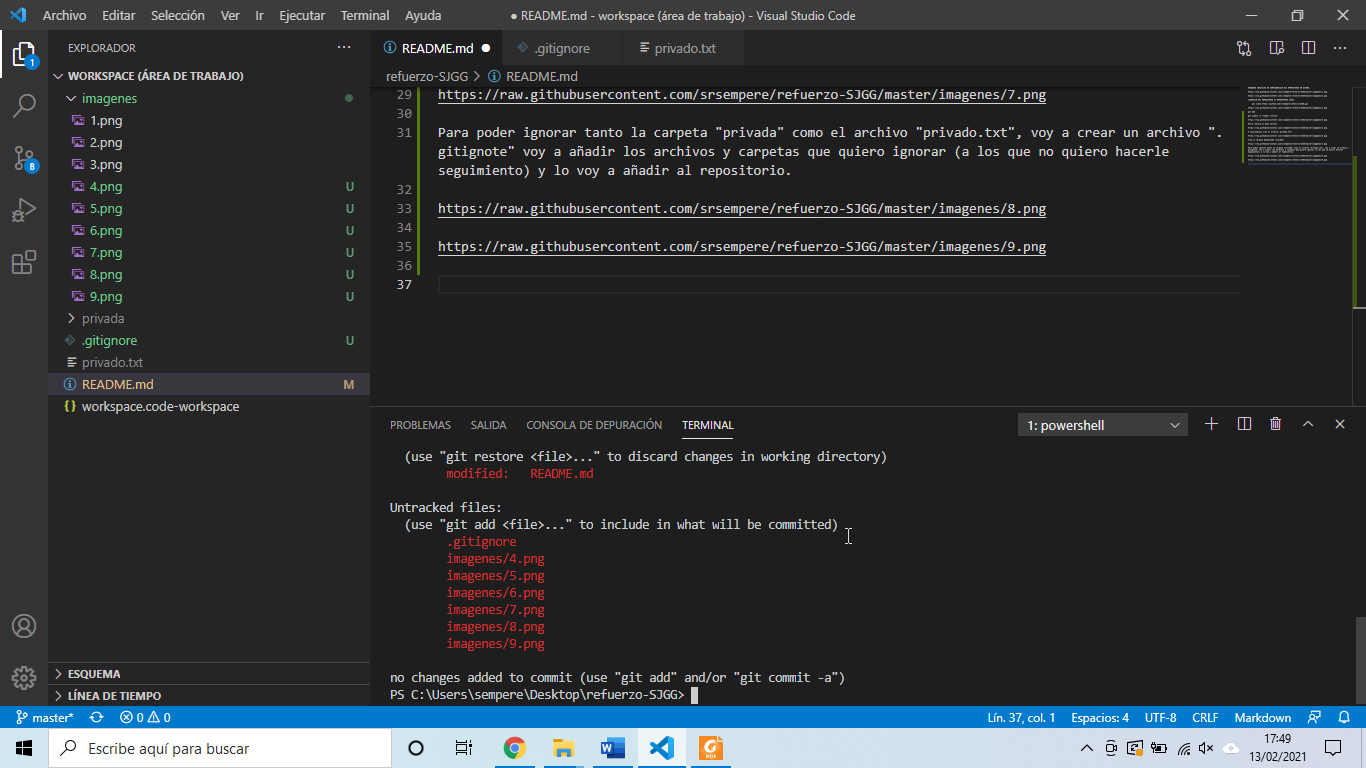 Archivo Editar Selección Ver Ir Ejecutar Terminal Ayuda ● README.md - workspace (área de trabajo) - Visual Studio Code
EXPLORADOR ···
WORKSPACE (ÁREA DE TRABAJO)
imagenes
1.png
2.png
3.png
4.png U
5.png U
6.png U
7.png U
8.png U
9.png U
privada
.gitignore U
privado.txt
README.md M
{} workspace.code-workspace
ESQUEMA
LÍNEA DE TIEMPO
1
8
README.md ● .gitignore privado.txt
refuerzo-SJGG > README.md
29 https://raw.githubusercontent.com/srsempere/refuerzo-SJGG/master/imagenes/7.png
30
31 Para poder ignorar tanto la carpeta "privada" como el archivo "privado.txt", voy a crear un archivo ".
gitignote" voy a añadir los archivos y carpetas que quiero ignorar (a los que no quiero hacerle
seguimiento) y lo voy a añadir al repositorio.
32
33 https://raw.githubusercontent.com/srsempere/refuerzo-SJGG/master/imagenes/8.png
34
35 https://raw.githubusercontent.com/srsempere/refuerzo-SJGG/master/imagenes/9.png
36
37
PROBLEMAS SALIDA CONSOLA DE DEPURACIÓN TERMINAL 1: powershell
(use "git restore <file>..." to discard changes in working directory)
modified: README.md
Untracked files:
(use "git add <file>..." to include in what will be committed)
.gitignore
imagenes/4.png
imagenes/5.png
imagenes/6.png
imagenes/7.png
imagenes/8.png
imagenes/9.png
no changes added to commit (use "git add" and/or "git commit -a")
PS C:\Users\sempere\Desktop\refuerzo-SJGG>
master* 0 0 Lín. 37, col. 1 Espacios: 4 UTF-8 CRLF Markdown
Escribe aquí para buscar
17:49
13/02/2021